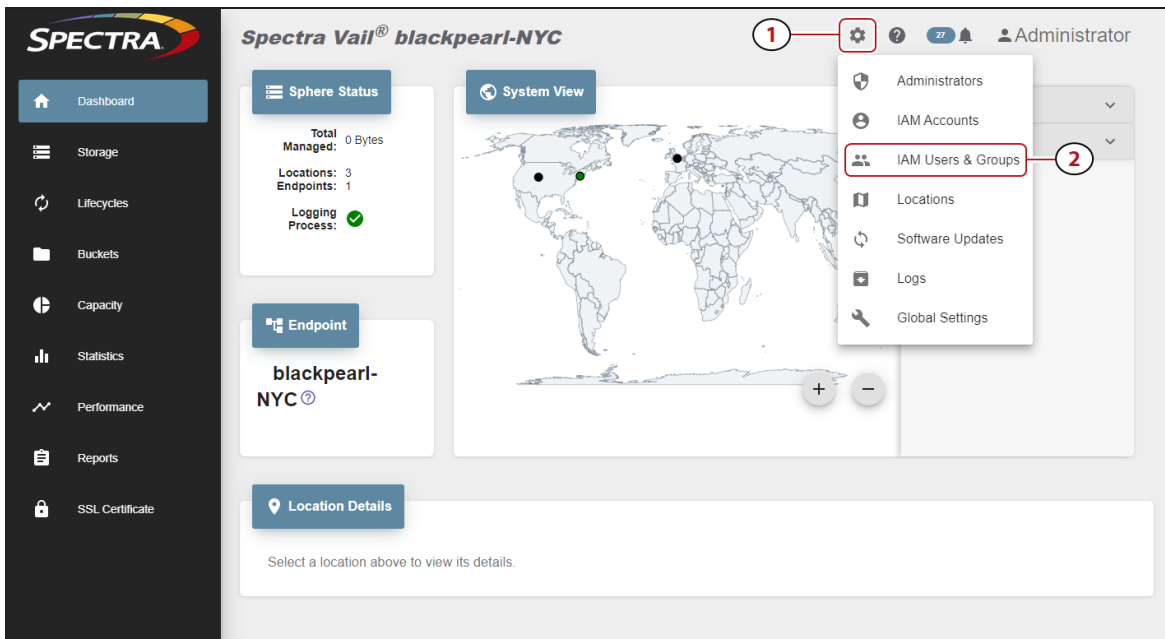 SPECTRA
Spectra Vail® blackpearl-NYC
1
27
Administrator
Dashboard
Storage
Lifecycles
Buckets
Capacity
Statistics
Performance
Reports
SSL Certificate
Sphere Status
Total Managed: 0 Bytes
Locations: 3
Endpoints: 1
Logging Process:
System View
Administrators
IAM Accounts
IAM Users & Groups
2
Locations
Software Updates
Logs
Global Settings
Endpoint
blackpearl-
NYC
+
−
Location Details
Select a location above to view its details.